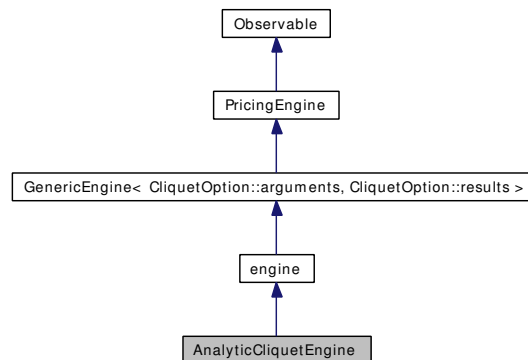 Observable
PricingEngine
GenericEngine< CliquetOption::arguments, CliquetOption::results >
engine
AnalyticCliquetEngine